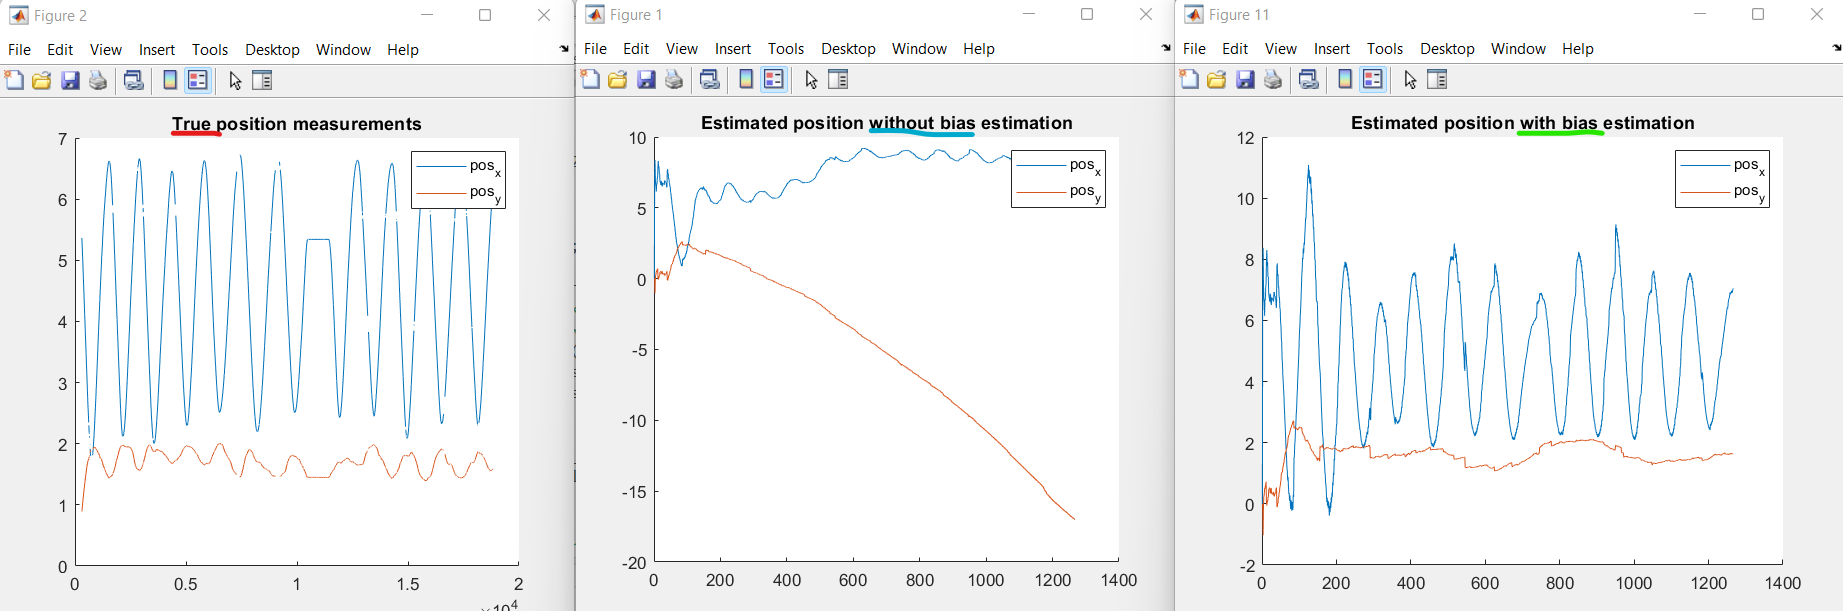 Figure 2
File Edit View Insert Tools Desktop Window Help
True position measurements
7
6
5
4
3
2
1
0
0 0.5 1 1.5 2
×10^4
pos_x
pos_y
Figure 1
File Edit View Insert Tools Desktop Window Help
Estimated position without bias estimation
10
5
0
-5
-10
-15
-20
0 200 400 600 800 1000 1200 1400
pos_x
pos_y
Figure 11
File Edit View Insert Tools Desktop Window Help
Estimated position with bias estimation
12
10
8
6
4
2
0
-2
0 200 400 600 800 1000 1200 1400
pos_x
pos_y